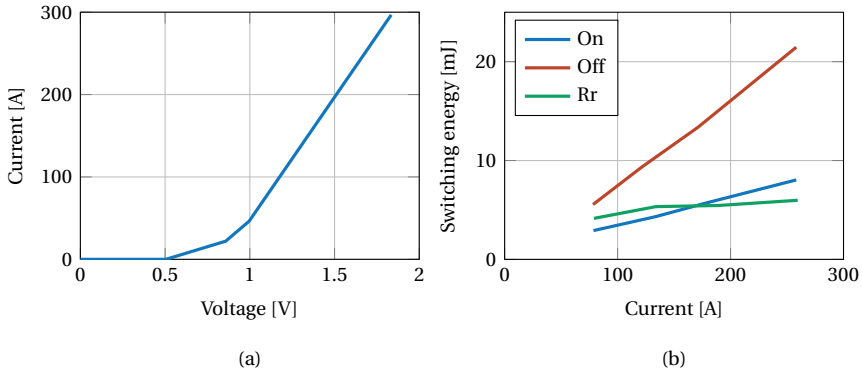 300
200
100
0
Current [A]
0
0.5
1
1.5
2
Voltage [V]
(a)
On
Off
Rr
20
10
0
Switching energy [mJ]
0
100
200
300
Current [A]
(b)